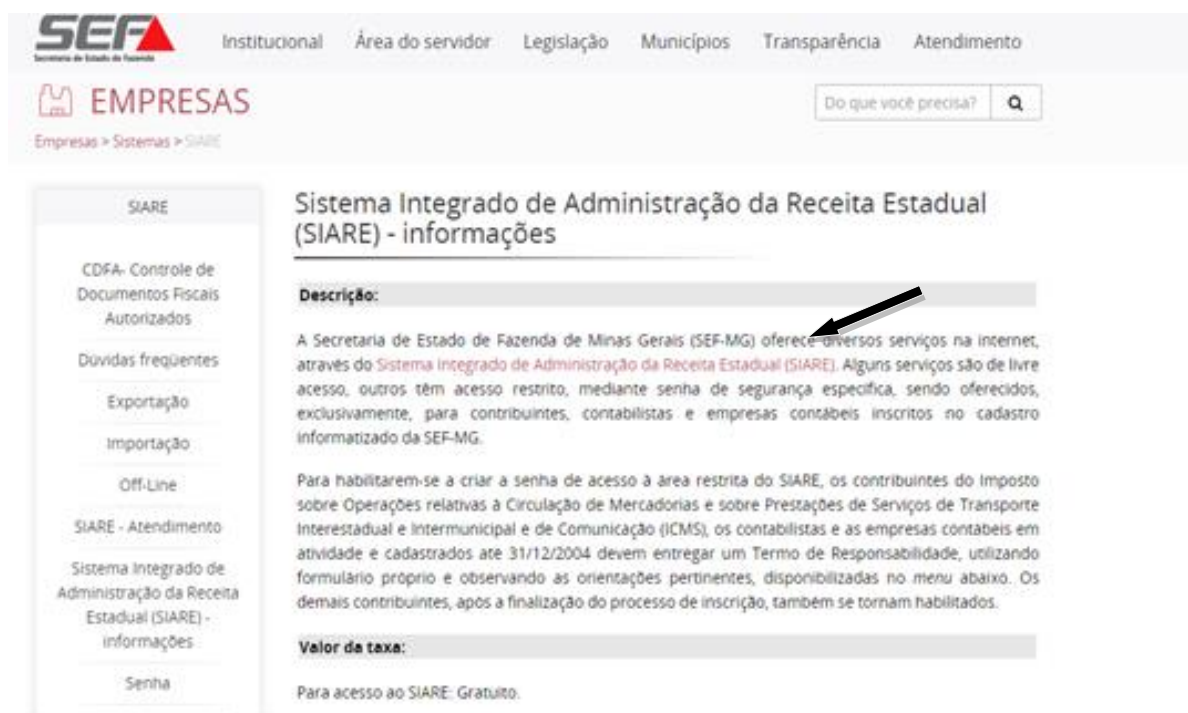 SEFA
Secretaria de Estado de Fazenda
Institucional Área do servidor Legislação Municípios Transparência Atendimento
EMPRESAS
Do que você precisa?
Empresas > Sistemas > SIARE
SIARE
CDFA- Controle de
Documentos Fiscais
Autorizados
Dúvidas freqüentes
Exportação
Importação
Off-Line
SIARE - Atendimento
Sistema Integrado de
Administração da Receita
Estadual (SIARE) -
informações
Senha
Sistema Integrado de Administração da Receita Estadual
(SIARE) - informações
Descrição:
A Secretaria de Estado de Fazenda de Minas Gerais (SEF-MG) oferece diversos serviços na internet,
através do Sistema Integrado de Administração da Receita Estadual (SIARE). Alguns serviços são de livre
acesso, outros têm acesso restrito, mediante senha de segurança específica, sendo oferecidos,
exclusivamente, para contribuintes, contabilistas e empresas contábeis inscritos no cadastro
informatizado da SEF-MG.
Para habilitarem-se a criar a senha de acesso à área restrita do SIARE, os contribuintes do Imposto
sobre Operações relativas à Circulação de Mercadorias e sobre Prestações de Serviços de Transporte
Interestadual e Intermunicipal e de Comunicação (ICMS), os contabilistas e as empresas contábeis em
atividade e cadastrados até 31/12/2004 devem entregar um Termo de Responsabilidade, utilizando
formulário próprio e observando as orientações pertinentes, disponibilizadas no menu abaixo. Os
demais contribuintes, após a finalização do processo de inscrição, também se tornam habilitados.
Valor da taxa:
Para acesso ao SIARE: Gratuito.